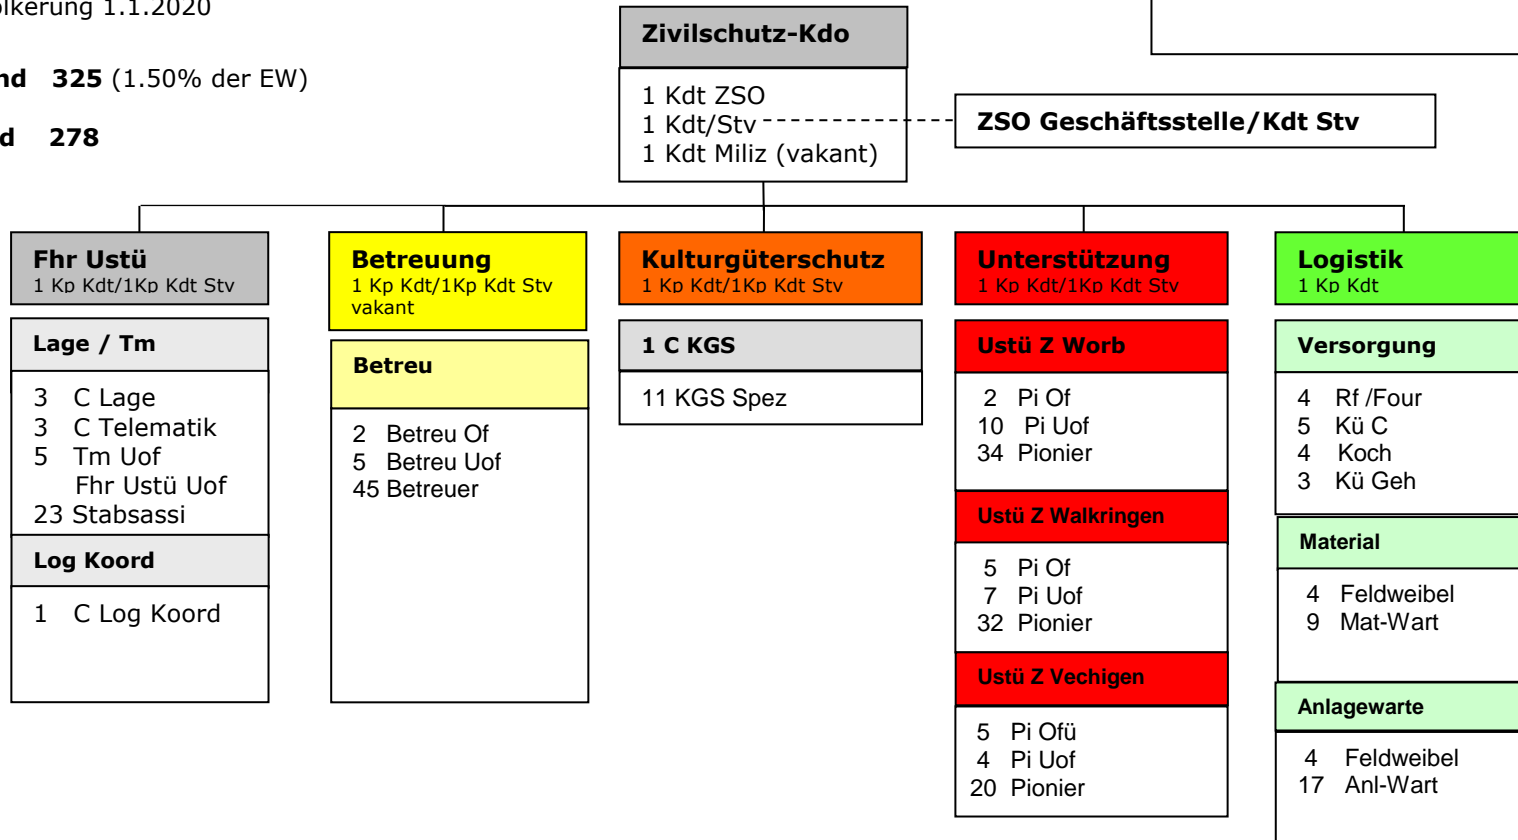 ölkerung 1.1.2020
nd 325 (1.50% der EW)
d 278
Zivilschutz-Kdo
1 Kdt ZSO
1 Kdt/Stv
1 Kdt Miliz (vakant)
ZSO Geschäftsstelle/Kdt Stv
Fhr Ustü
1 Kp Kdt/1Kp Kdt Stv
Lage / Tm
3 C Lage
3 C Telematik
5 Tm Uof
Fhr Ustü Uof
23 Stabsassi
Log Koord
1 C Log Koord
Betreuung
1 Kp Kdt/1Kp Kdt Stv
vakant
Betreu
2 Betreu Of
5 Betreu Uof
45 Betreuer
Kulturgüterschutz
1 Kp Kdt/1Kp Kdt Stv
1 C KGS
11 KGS Spez
Unterstützung
1 Kp Kdt/1Kp Kdt Stv
Ustü Z Worb
2 Pi Of
10 Pi Uof
34 Pionier
Ustü Z Walkringen
5 Pi Of
7 Pi Uof
32 Pionier
Ustü Z Vechigen
5 Pi Ofü
4 Pi Uof
20 Pionier
Logistik
1 Kp Kdt
Versorgung
4 Rf /Four
5 Kü C
4 Koch
3 Kü Geh
Material
4 Feldweibel
9 Mat-Wart
Anlagewarte
4 Feldweibel
17 Anl-Wart